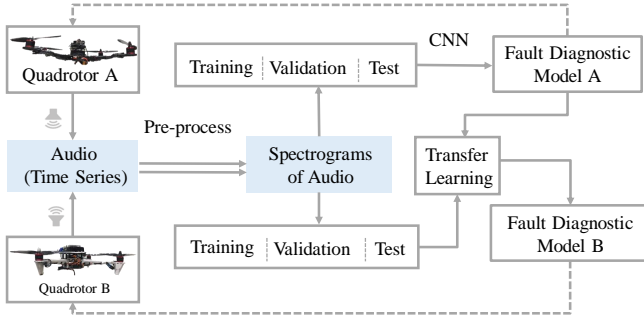 CNN
Quadrotor A
Training Validation Test
Fault Diagnostic
Model A
Pre-process
Audio
(Time Series)
Spectrograms
of Audio
Transfer
Learning
Quadrotor B
Training Validation Test
Fault Diagnostic
Model B